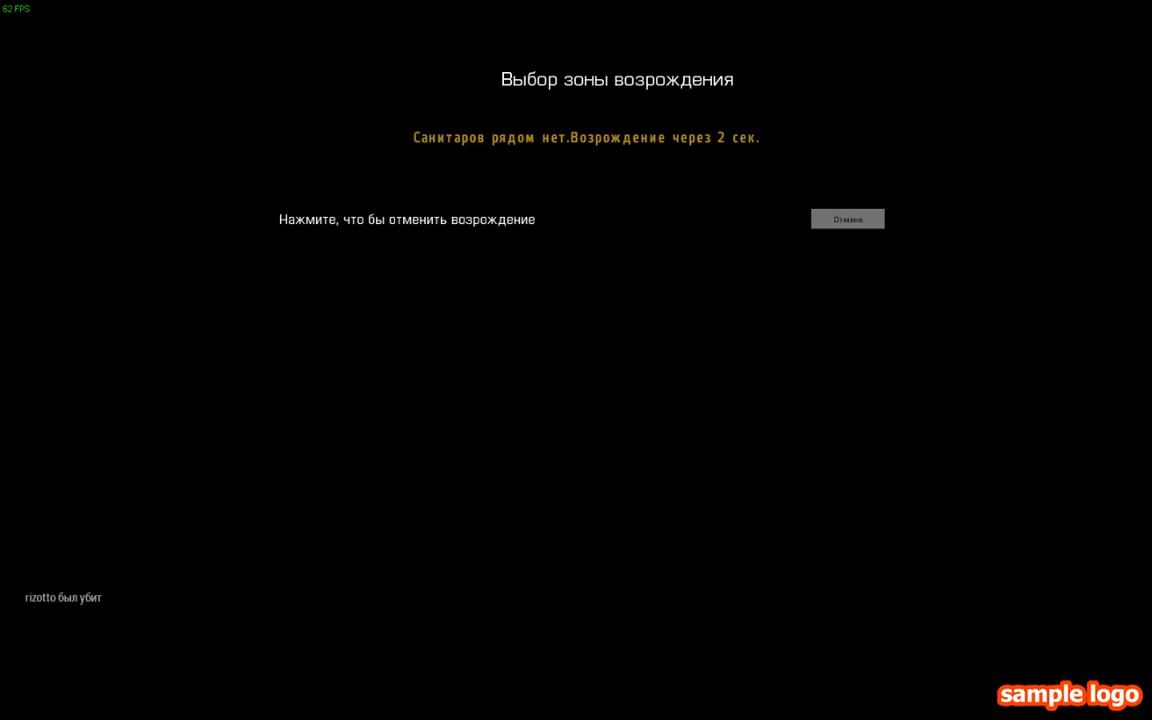 62 FPS
Выбор зоны возрождения
Санитаров рядом нет.Возрождение через 2 сек.
Нажмите, что бы отменить возрождение
Отмена
rizotto был убит
sample logo